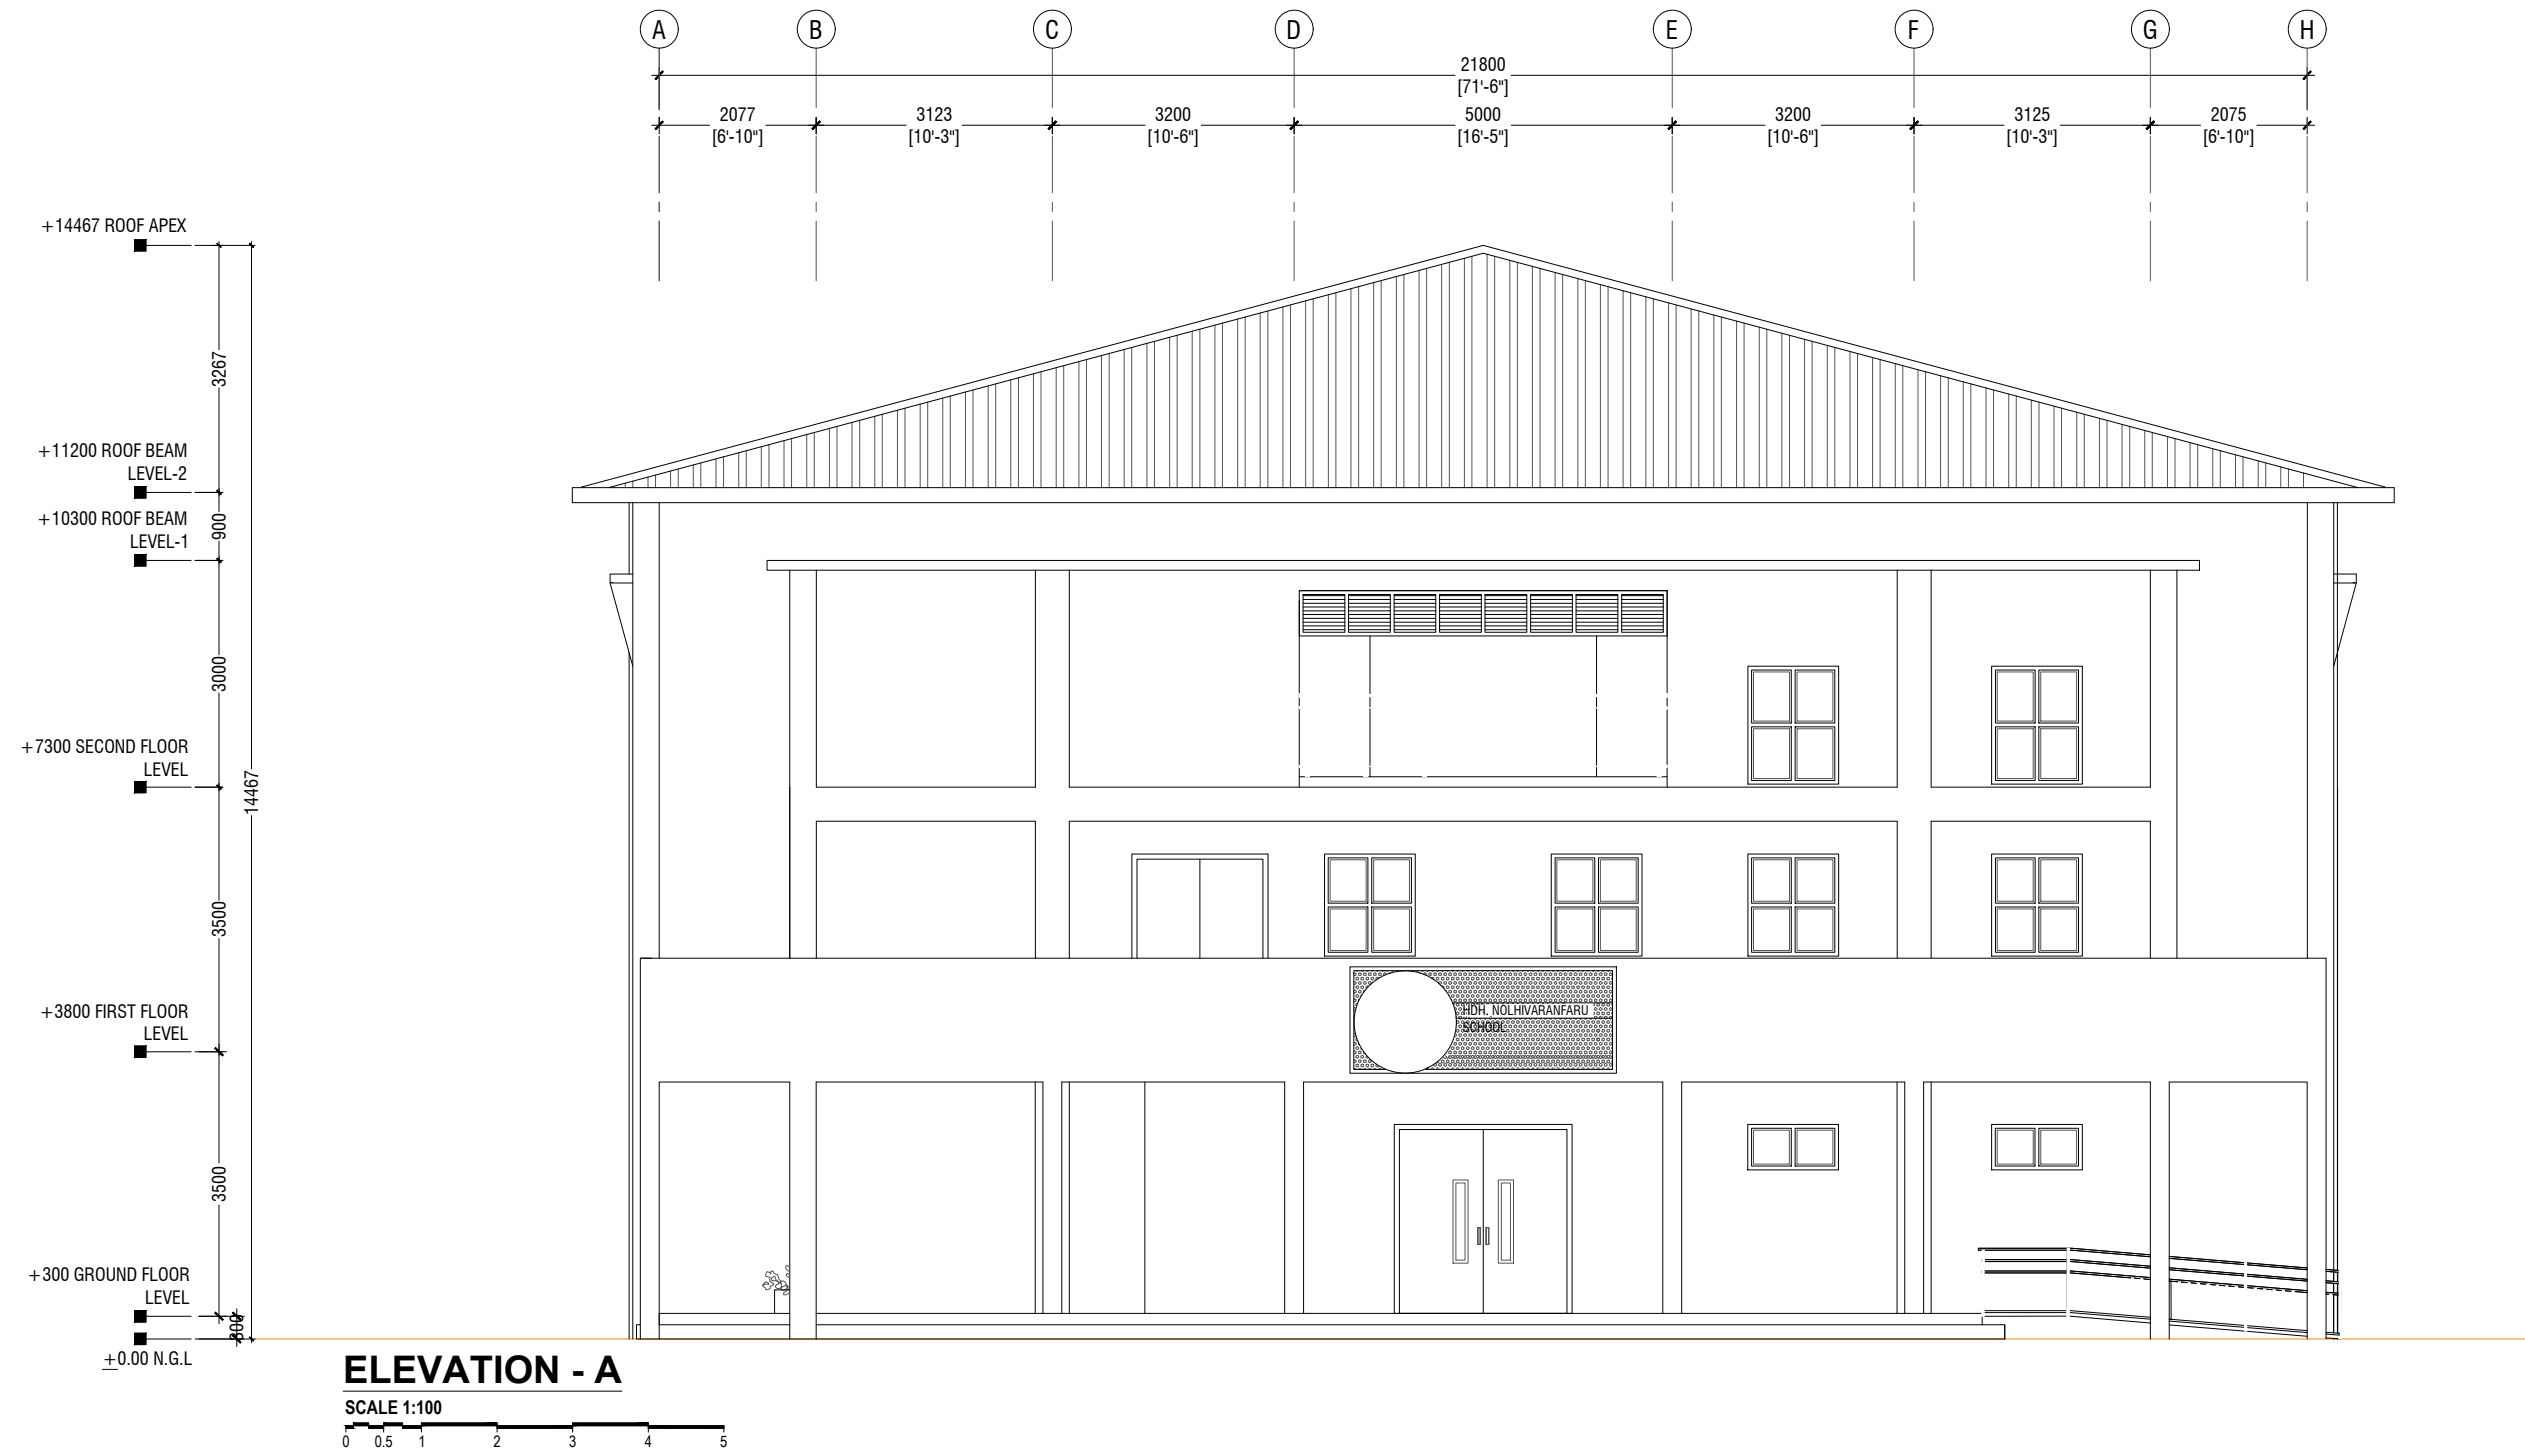 A B C D E F G H
21800
[71'-6"]
2077 3123 3200 5000 3200 3125 2075
[6'-10"] [10'-3"] [10'-6"] [16'-5"] [10'-6"] [10'-3"] [6'-10"]
+14467 ROOF APEX
3267
+11200 ROOF BEAM
LEVEL-2
900
+10300 ROOF BEAM
LEVEL-1
3000
+7300 SECOND FLOOR
LEVEL
14467
3500
+3800 FIRST FLOOR
LEVEL
HDH. NOLHIVARANFARU
SCHOOL
3500
+300 GROUND FLOOR
LEVEL
300
±0.00 N.G.L
ELEVATION - A
SCALE 1:100
0 0.5 1 2 3 4 5